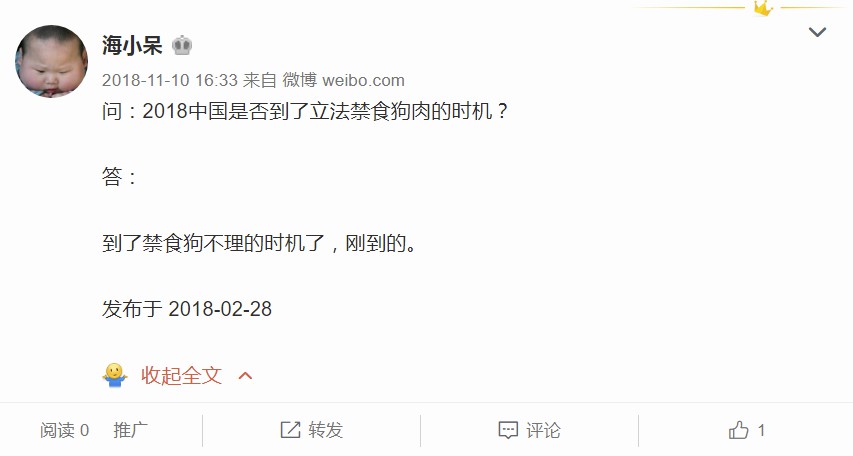 海小呆
2018-11-10 16:33 来自 微博 weibo.com
问：2018中国是否到了立法禁食狗肉的时机？
答：
到了禁食狗不理的时机了，刚到的。
发布于 2018-02-28
收起全文
阅读 0 推广 转发 评论 1